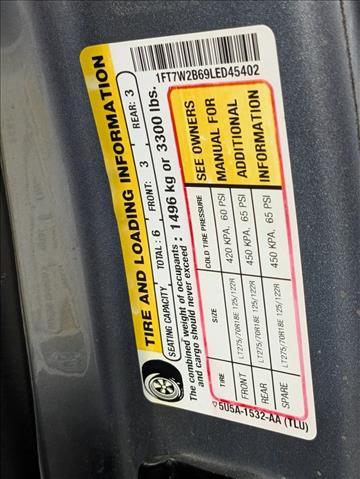 TIRE AND LOADING INFORMATION
SEATING CAPACITY TOTAL: 6 FRONT: 3 REAR: 3
The combined weight of occupants and cargo should never exceed : 1496 kg or 3300 lbs.
TIRE SIZE COLD TIRE PRESSURE
FRONT LT275/70R18E 125/122R 420 KPA, 60 PSI
REAR LT275/70R18E 125/122R 450 KPA, 65 PSI
SPARE LT275/70R18E 125/122R 450 KPA, 65 PSI
SEE OWNERS
MANUAL FOR
ADDITIONAL
INFORMATION
5U5A-1532-AA (TLU)
1FT7W2B69LED45402